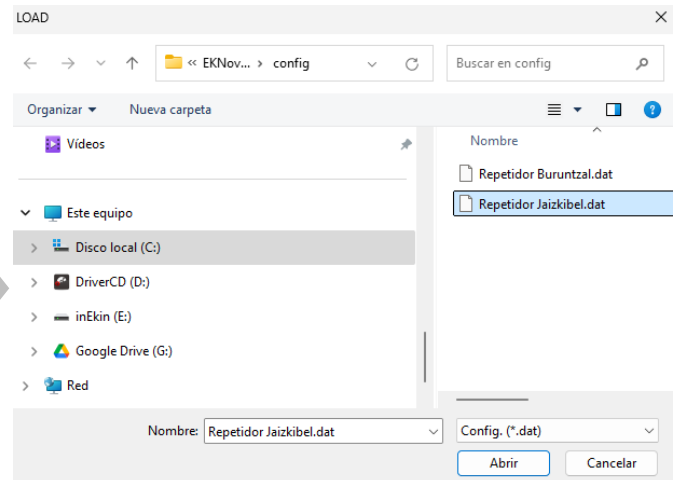 LOAD
« EKNov... › config
Buscar en config
Organizar
Nueva carpeta
Vídeos
Este equipo
Disco local (C:)
DriverCD (D:)
inEkin (E:)
Google Drive (G:)
Red
Nombre
Repetidor Buruntzal.dat
Repetidor Jaizkibel.dat
Nombre: Repetidor Jaizkibel.dat
Config. (*.dat)
Abrir
Cancelar